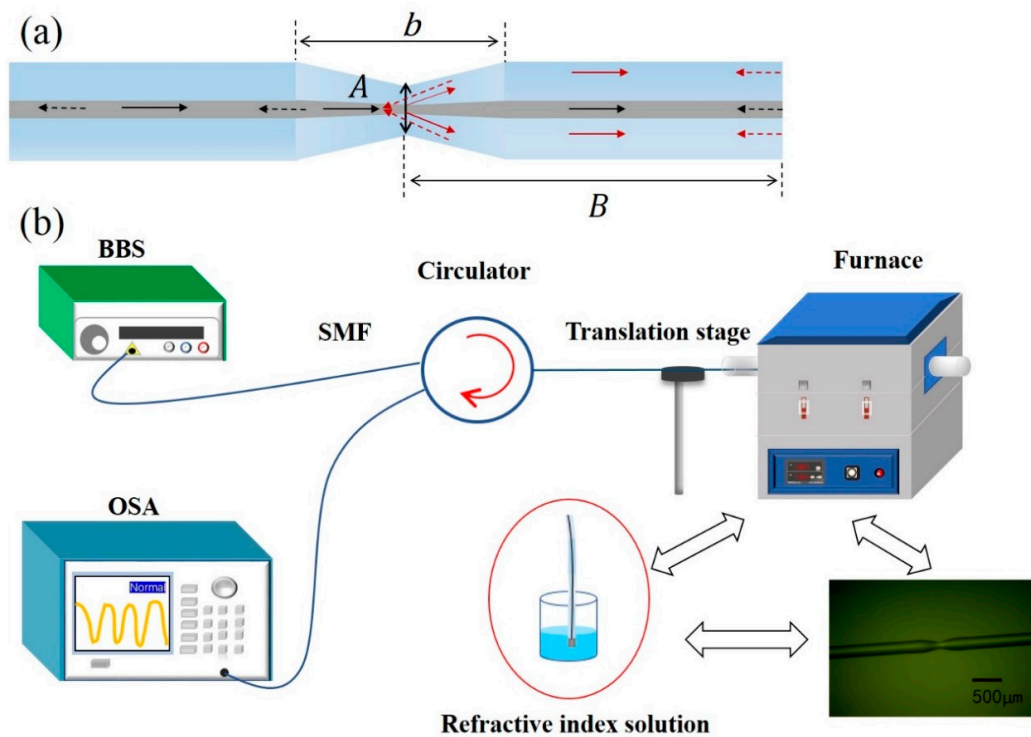 (a)
b
A
B
(b)
BBS
Circulator
Furnace
SMF
Translation stage
OSA
Normal
500μm
Refractive index solution